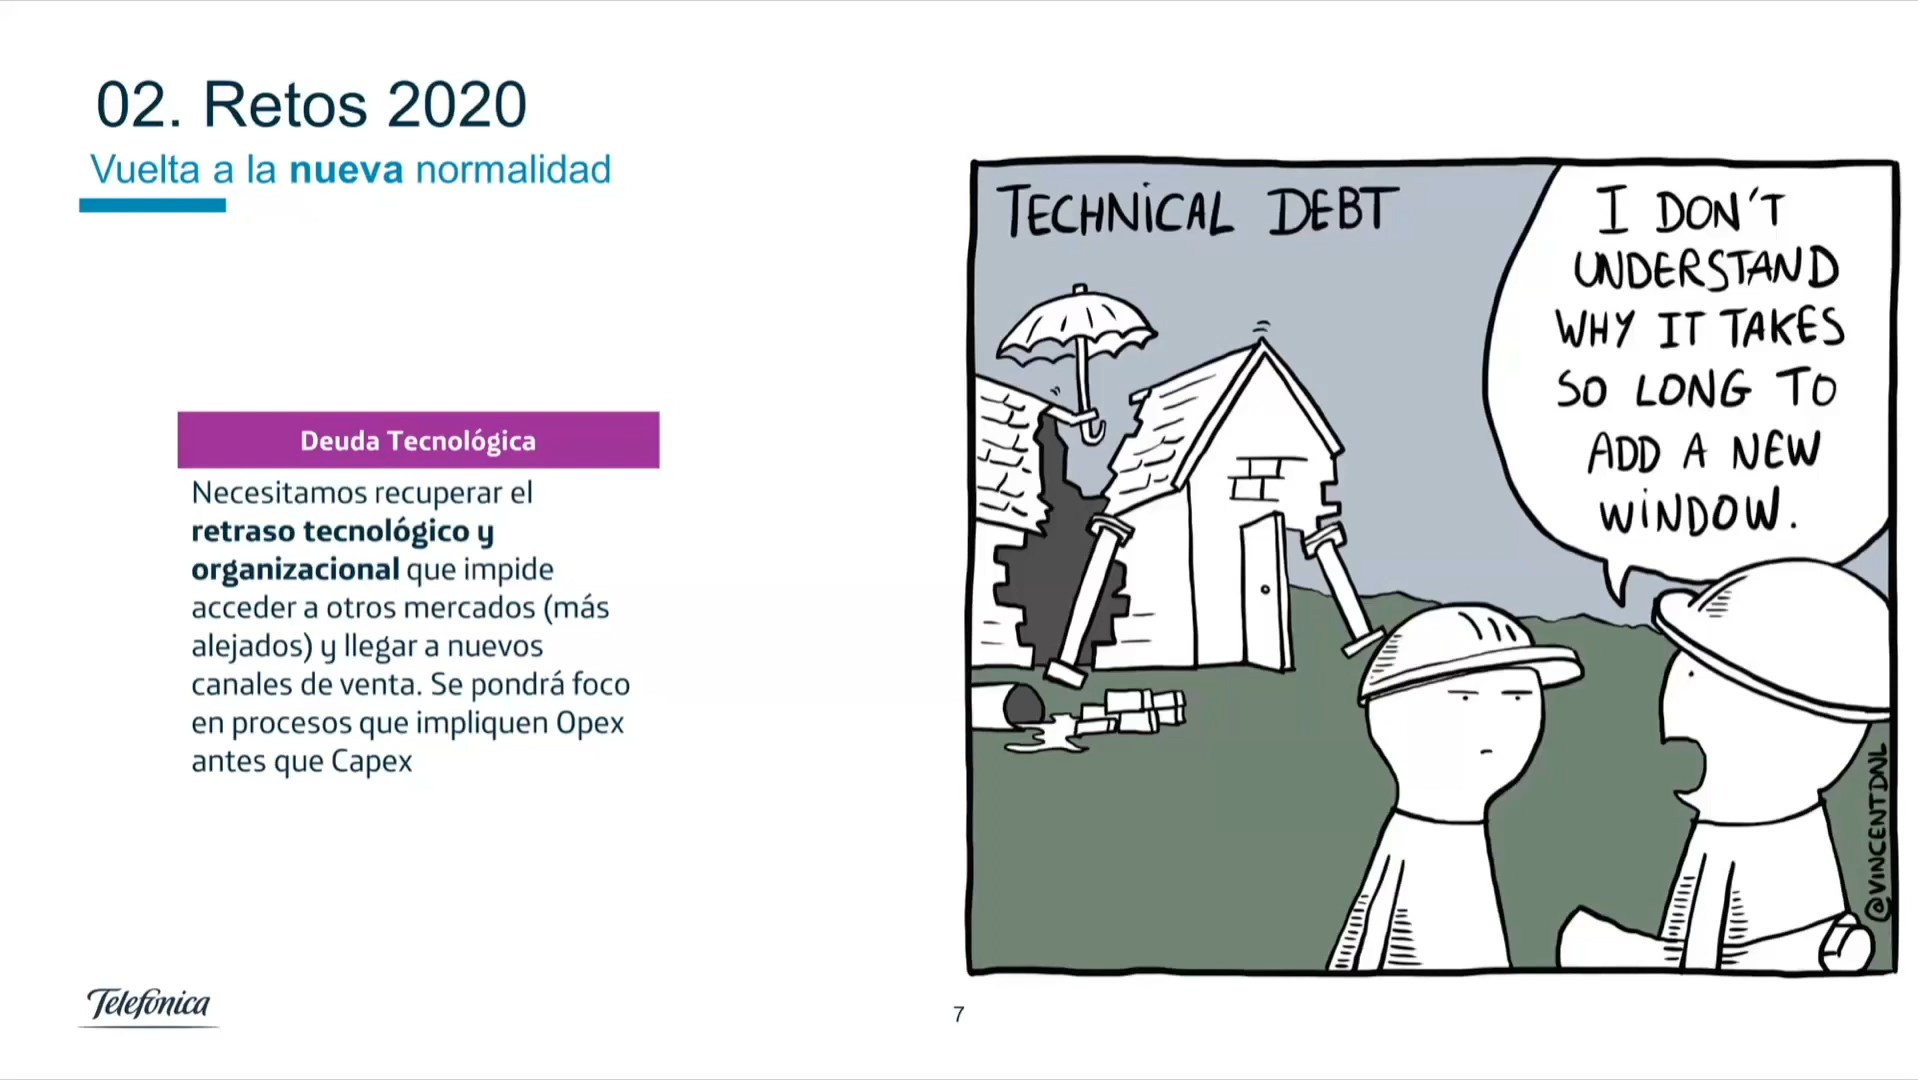 02. Retos 2020
Vuelta a la nueva normalidad
Deuda Tecnológica
Necesitamos recuperar el
retraso tecnológico y
organizacional que impide
acceder a otros mercados (más
alejados) y llegar a nuevos
canales de venta. Se pondrá foco
en procesos que impliquen Opex
antes que Capex
TECHNICAL DEBT
I DON'T
UNDERSTAND
WHY IT TAKES
SO LONG TO
ADD A NEW
WINDOW.
@VINCENTDNL
Telefónica
7